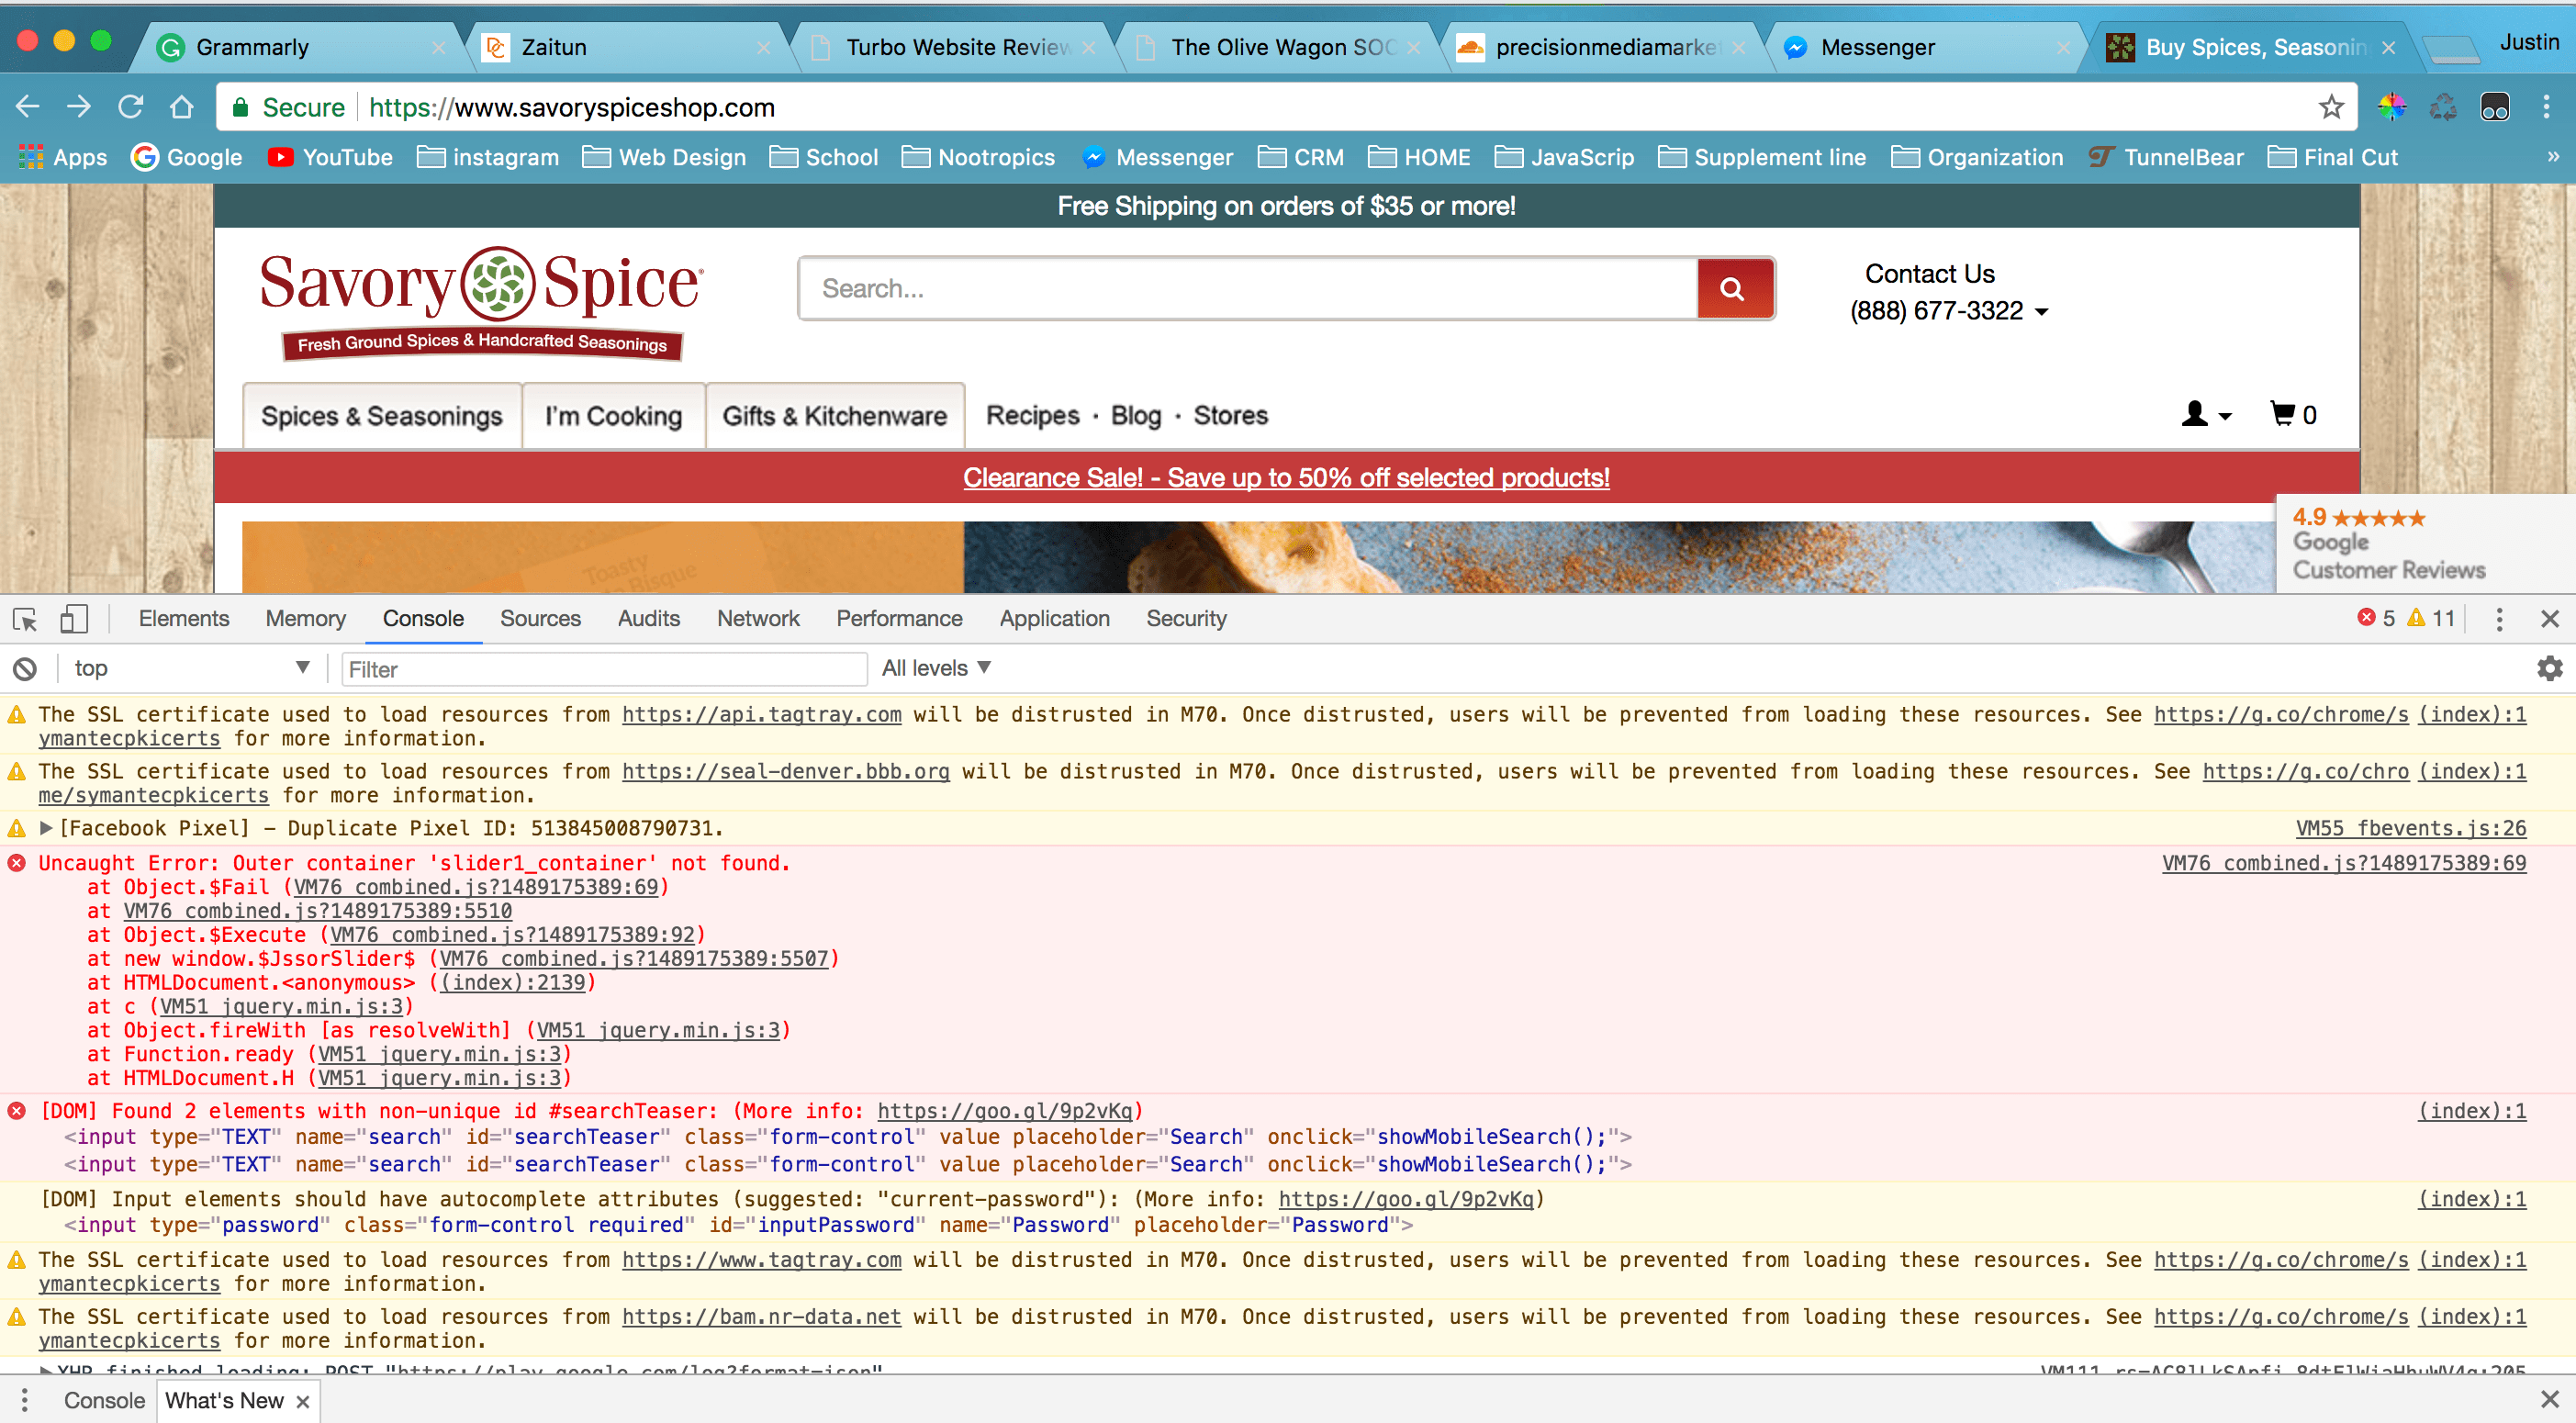 Grammarly
Zaitun
Turbo Website Review
The Olive Wagon SOC
precisionmediamarke
Messenger
Buy Spices, Seasonin
Justin
Secure https://www.savoryspiceshop.com
Apps Google YouTube instagram Web Design School Nootropics Messenger CRM HOME JavaScrip Supplement line Organization TunnelBear Final Cut »
Free Shipping on orders of $35 or more!
Savory Spice
Fresh Ground Spices & Handcrafted Seasonings
Search...
Contact Us
(888) 677-3322
Spices & Seasonings I'm Cooking Gifts & Kitchenware Recipes · Blog · Stores 0
Clearance Sale! - Save up to 50% off selected products!
Toasty
Bisque
4.9 ★★★★★
Google
Customer Reviews
Elements Memory Console Sources Audits Network Performance Application Security 5 11
top Filter All levels
The SSL certificate used to load resources from https://api.tagtray.com will be distrusted in M70. Once distrusted, users will be prevented from loading these resources. See https://g.co/chrome/s (index):1
ymantecpkicerts for more information.
The SSL certificate used to load resources from https://seal-denver.bbb.org will be distrusted in M70. Once distrusted, users will be prevented from loading these resources. See https://g.co/chro (index):1
me/symantecpkicerts for more information.
[Facebook Pixel] – Duplicate Pixel ID: 513845008790731. VM55 fbevents.js:26
Uncaught Error: Outer container 'slider1_container' not found. VM76 combined.js?1489175389:69
at Object.$Fail (VM76 combined.js?1489175389:69)
at VM76 combined.js?1489175389:5510
at Object.$Execute (VM76 combined.js?1489175389:92)
at new window.$JssorSlider$ (VM76 combined.js?1489175389:5507)
at HTMLDocument.<anonymous> ((index):2139)
at c (VM51 jquery.min.js:3)
at Object.fireWith [as resolveWith] (VM51 jquery.min.js:3)
at Function.ready (VM51 jquery.min.js:3)
at HTMLDocument.H (VM51 jquery.min.js:3)
[DOM] Found 2 elements with non-unique id #searchTeaser: (More info: https://goo.gl/9p2vKq) (index):1
<input type="TEXT" name="search" id="searchTeaser" class="form-control" value placeholder="Search" onclick="showMobileSearch();">
<input type="TEXT" name="search" id="searchTeaser" class="form-control" value placeholder="Search" onclick="showMobileSearch();">
[DOM] Input elements should have autocomplete attributes (suggested: "current-password"): (More info: https://goo.gl/9p2vKq) (index):1
<input type="password" class="form-control required" id="inputPassword" name="Password" placeholder="Password">
The SSL certificate used to load resources from https://www.tagtray.com will be distrusted in M70. Once distrusted, users will be prevented from loading these resources. See https://g.co/chrome/s (index):1
ymantecpkicerts for more information.
The SSL certificate used to load resources from https://bam.nr-data.net will be distrusted in M70. Once distrusted, users will be prevented from loading these resources. See https://g.co/chrome/s (index):1
ymantecpkicerts for more information.
XHR finished loading: POST "https://play.google.com/log?format=json".
Console What's New